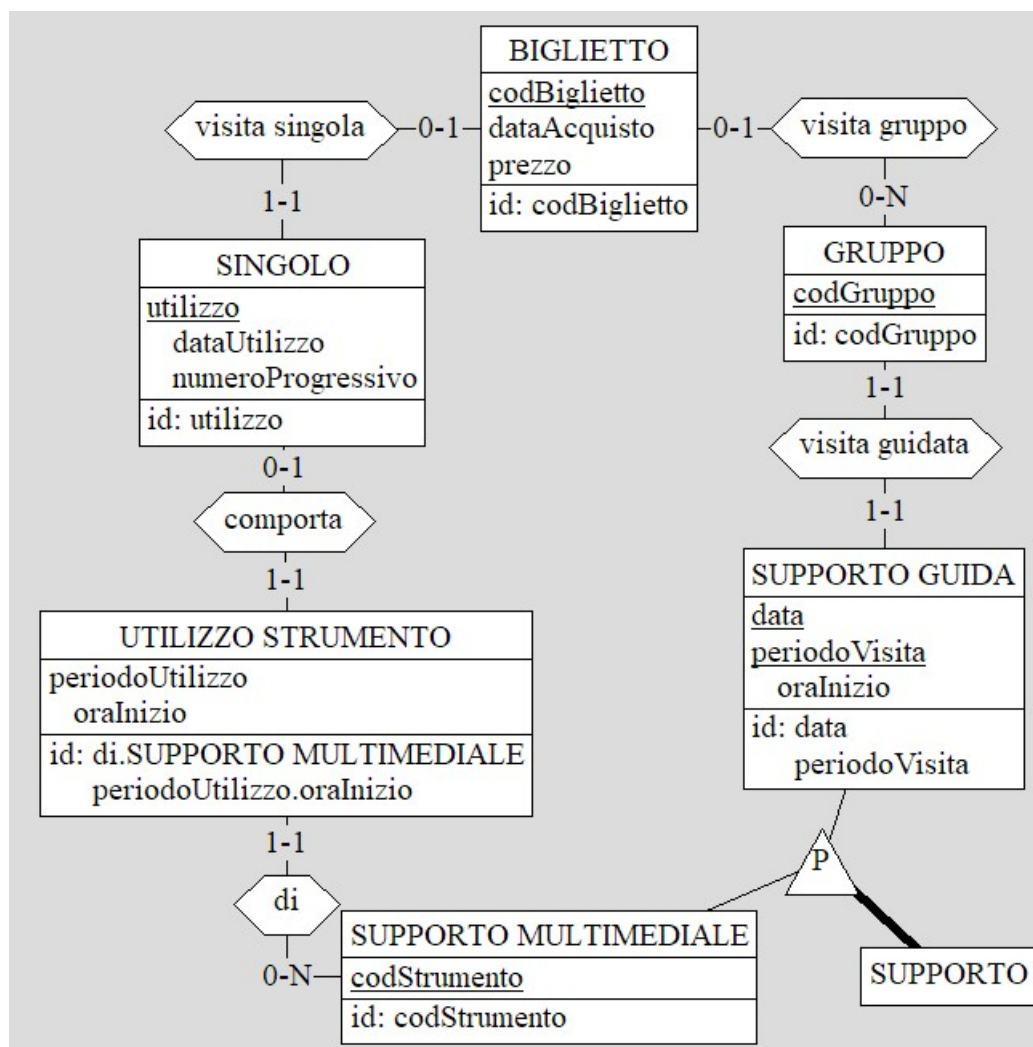 BIGLIETTO
codBiglietto
dataAcquisto
prezzo
id: codBiglietto
visita singola
0-1
0-1
visita gruppo
1-1
0-N
SINGOLO
utilizzo
dataUtilizzo
numeroProgressivo
id: utilizzo
GRUPPO
codGruppo
id: codGruppo
0-1
1-1
comporta
visita guidata
1-1
1-1
UTILIZZO STRUMENTO
periodoUtilizzo
oraInizio
id: di.SUPPORTO MULTIMEDIALE
periodoUtilizzo.oraInizio
SUPPORTO GUIDA
data
periodoVisita
oraInizio
id: data
periodoVisita
1-1
P
di
0-N
SUPPORTO MULTIMEDIALE
codStrumento
id: codStrumento
SUPPORTO